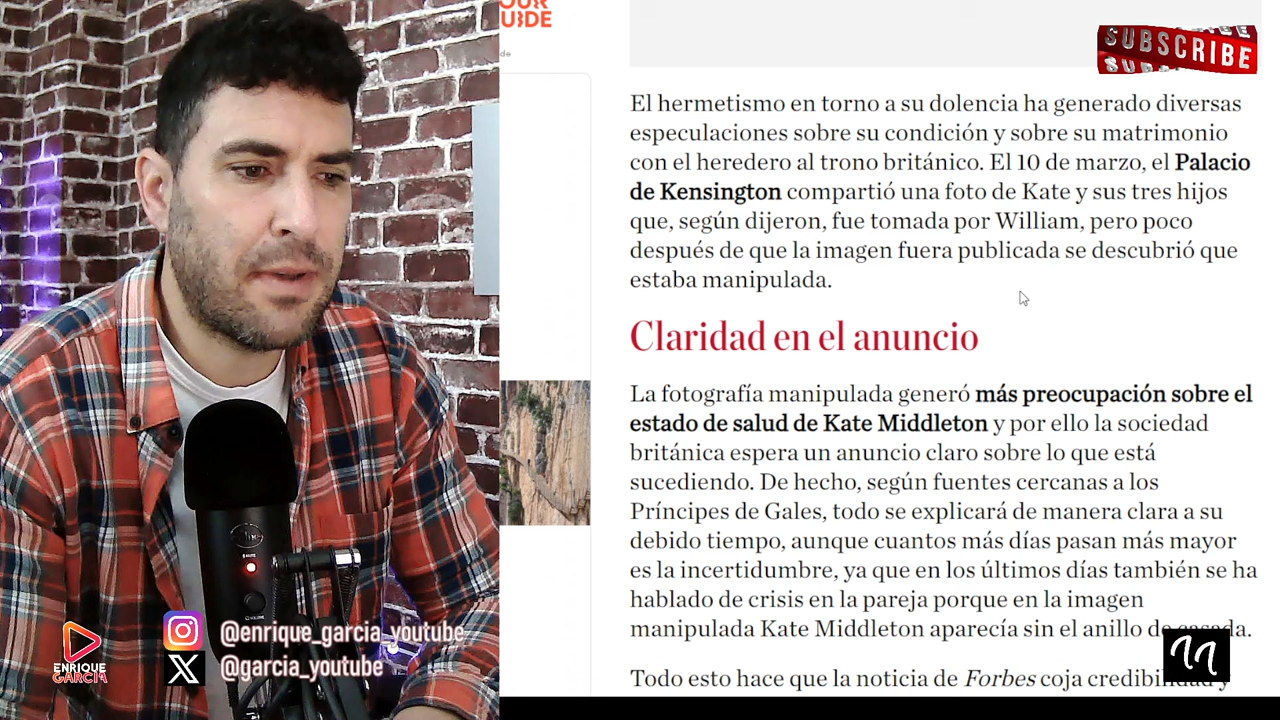 OUR
UIDE
de
SUBSCRIBE
El hermetismo en torno a su dolencia ha generado diversas
especulaciones sobre su condición y sobre su matrimonio
con el heredero al trono británico. El 10 de marzo, el Palacio
de Kensington compartió una foto de Kate y sus tres hijos
que, según dijeron, fue tomada por William, pero poco
después de que la imagen fuera publicada se descubrió que
estaba manipulada.
Claridad en el anuncio
La fotografía manipulada generó más preocupación sobre el
estado de salud de Kate Middleton y por ello la sociedad
británica espera un anuncio claro sobre lo que está
sucediendo. De hecho, según fuentes cercanas a los
Príncipes de Gales, todo se explicará de manera clara a su
debido tiempo, aunque cuantos más días pasan más mayor
es la incertidumbre, ya que en los últimos días también se ha
hablado de crisis en la pareja porque en la imagen
manipulada Kate Middleton aparecía sin el anillo de casada.
Todo esto hace que la noticia de Forbes coja credibilidad y
ENRIQUE
GARCIA
@enrique_garcia_youtube
@garcia_youtube